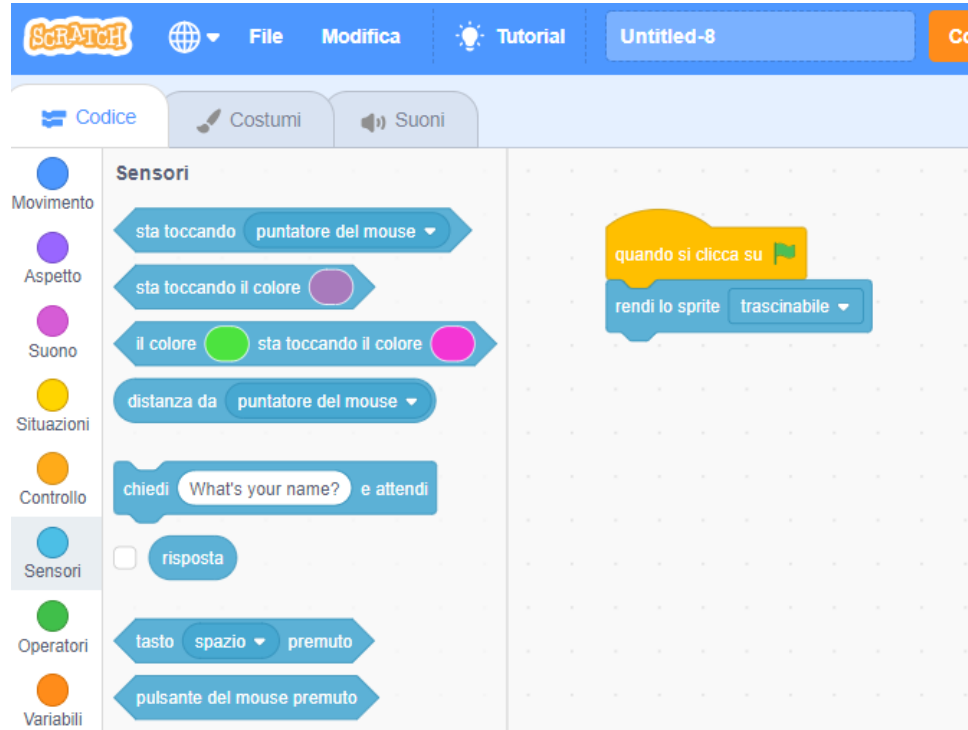 SCRATCH File Modifica Tutorial Untitled-8
Codice Costumi Suoni
Movimento
Aspetto
Suono
Situazioni
Controllo
Sensori
Operatori
Variabili
Sensori
sta toccando puntatore del mouse
sta toccando il colore
il colore sta toccando il colore
distanza da puntatore del mouse
chiedi What's your name? e attendi
risposta
tasto spazio premuto
pulsante del mouse premuto
quando si clicca su
rendi lo sprite trascinabile